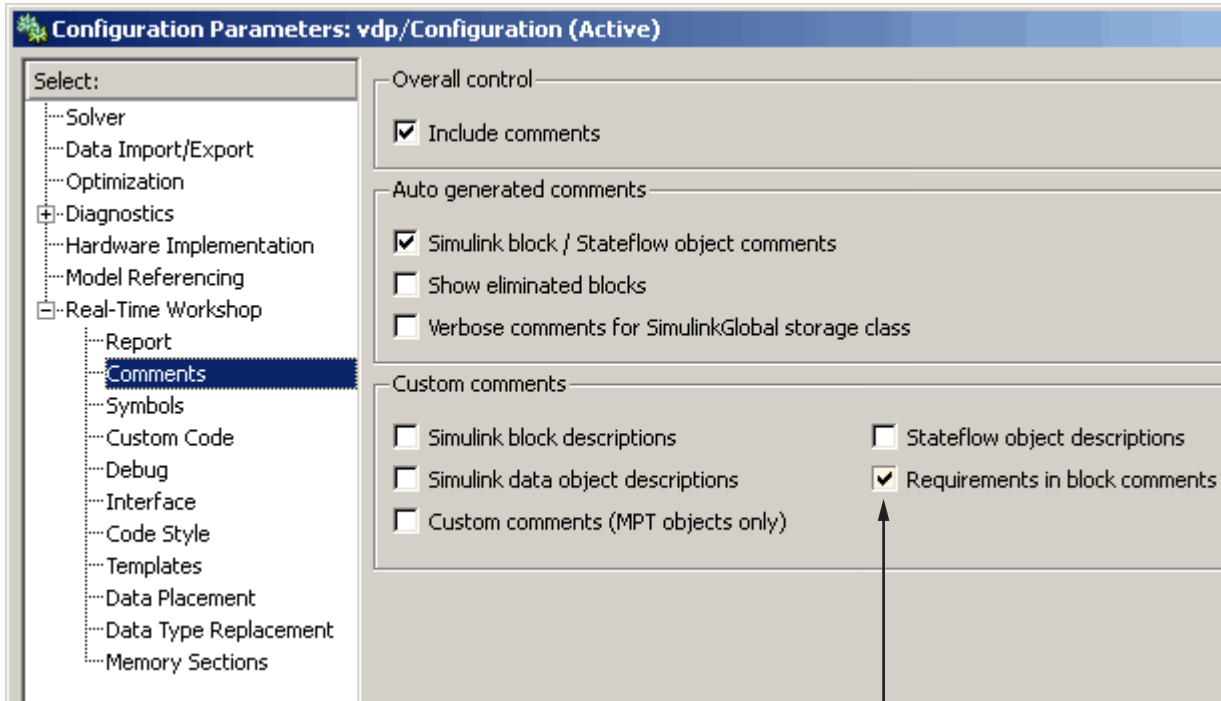 Configuration Parameters: vdp/Configuration (Active)
Select:
Solver
Data Import/Export
Optimization
Diagnostics
Hardware Implementation
Model Referencing
Real-Time Workshop
Report
Comments
Symbols
Custom Code
Debug
Interface
Code Style
Templates
Data Placement
Data Type Replacement
Memory Sections
Overall control
Include comments
Auto generated comments
Simulink block / Stateflow object comments
Show eliminated blocks
Verbose comments for SimulinkGlobal storage class
Custom comments
Simulink block descriptions
Stateflow object descriptions
Simulink data object descriptions
Requirements in block comments
Custom comments (MPT objects only)